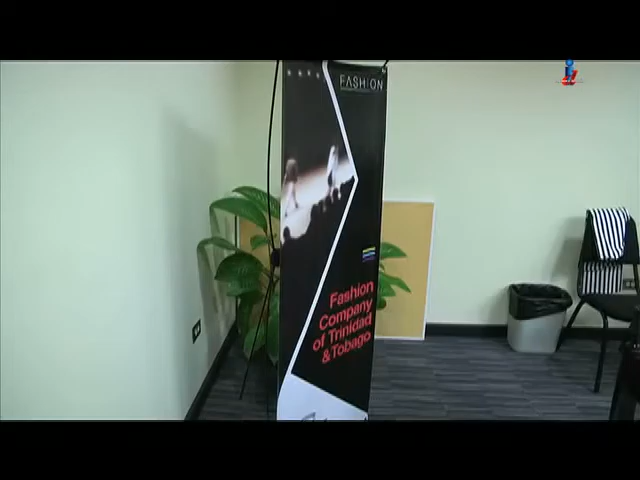 FASHION
Fashion
Company
of Trinidad
& Tobago